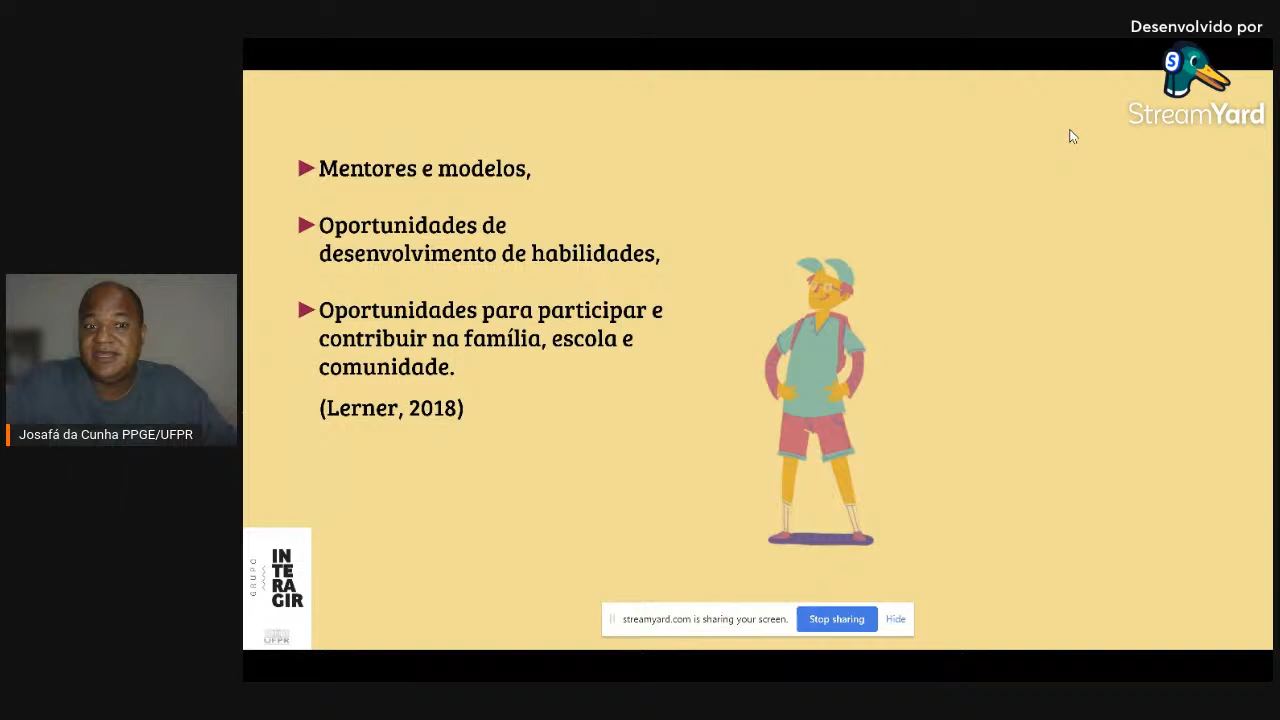 Desenvolvido por
StreamYard
Mentores e modelos,
Oportunidades de
desenvolvimento de habilidades,
Oportunidades para participar e
contribuir na família, escola e
comunidade.
(Lerner, 2018)
Josafá da Cunha PPGE/UFPR
GRUPO
IN
TE
RA
GIR
UFPR
streamyard.com is sharing your screen.
Stop sharing
Hide